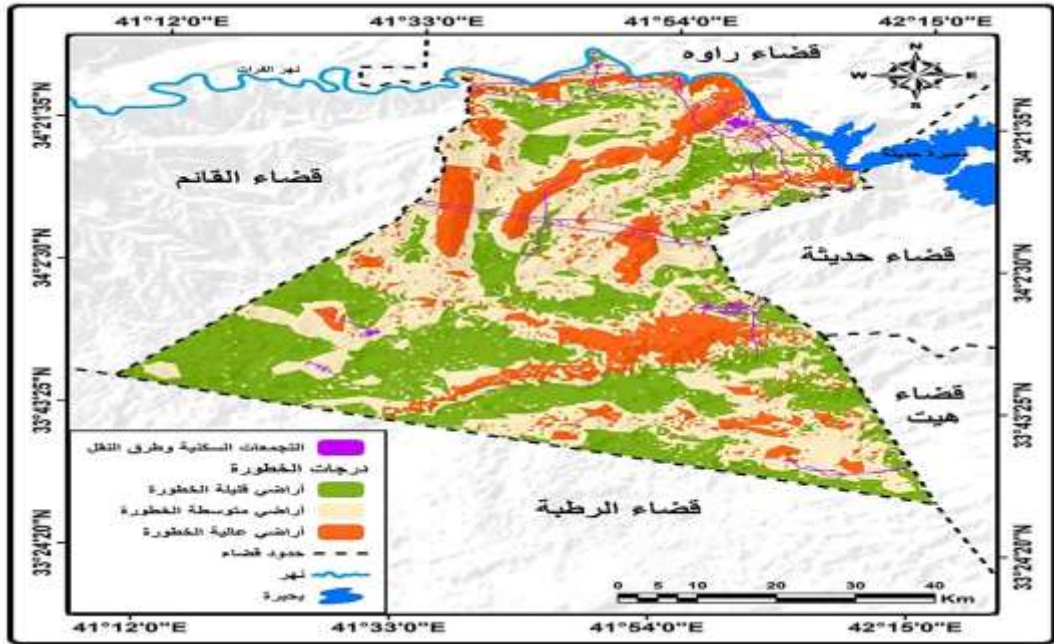 41°12'0"E 41°33'0"E 41°54'0"E 42°15'0"E
قضاء راوه
N
W E
S
نهر الفرات
34°21'35"N
34°21'35"N
قضاء القائم
بحيرة حديثة
34°2'30"N
34°2'30"N
قضاء حديثة
33°43'25"N
33°43'25"N
قضاء
هيت
التجمعات السكنية وطرق النقل
درجات الخطورة
أراضي قليلة الخطورة
أراضي متوسطة الخطورة
أراضي عالية الخطورة
حدود قضاء
نهر
بحيرة
قضاء الرطبة
33°24'20"N
33°24'20"N
0 5 10 20 30 40
Km
41°12'0"E 41°33'0"E 41°54'0"E 42°15'0"E